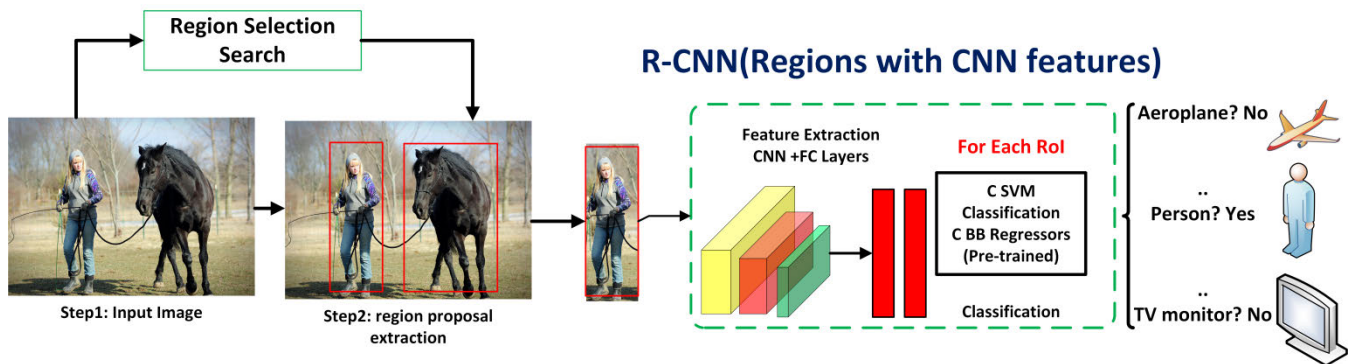 Region Selection
Search
R-CNN(Regions with CNN features)
Step1: Input Image
Step2: region proposal
extraction
Feature Extraction
CNN +FC Layers
For Each RoI
C SVM
Classification
C BB Regressors
(Pre-trained)
Classification
Aeroplane? No
..
Person? Yes
..
TV monitor? No